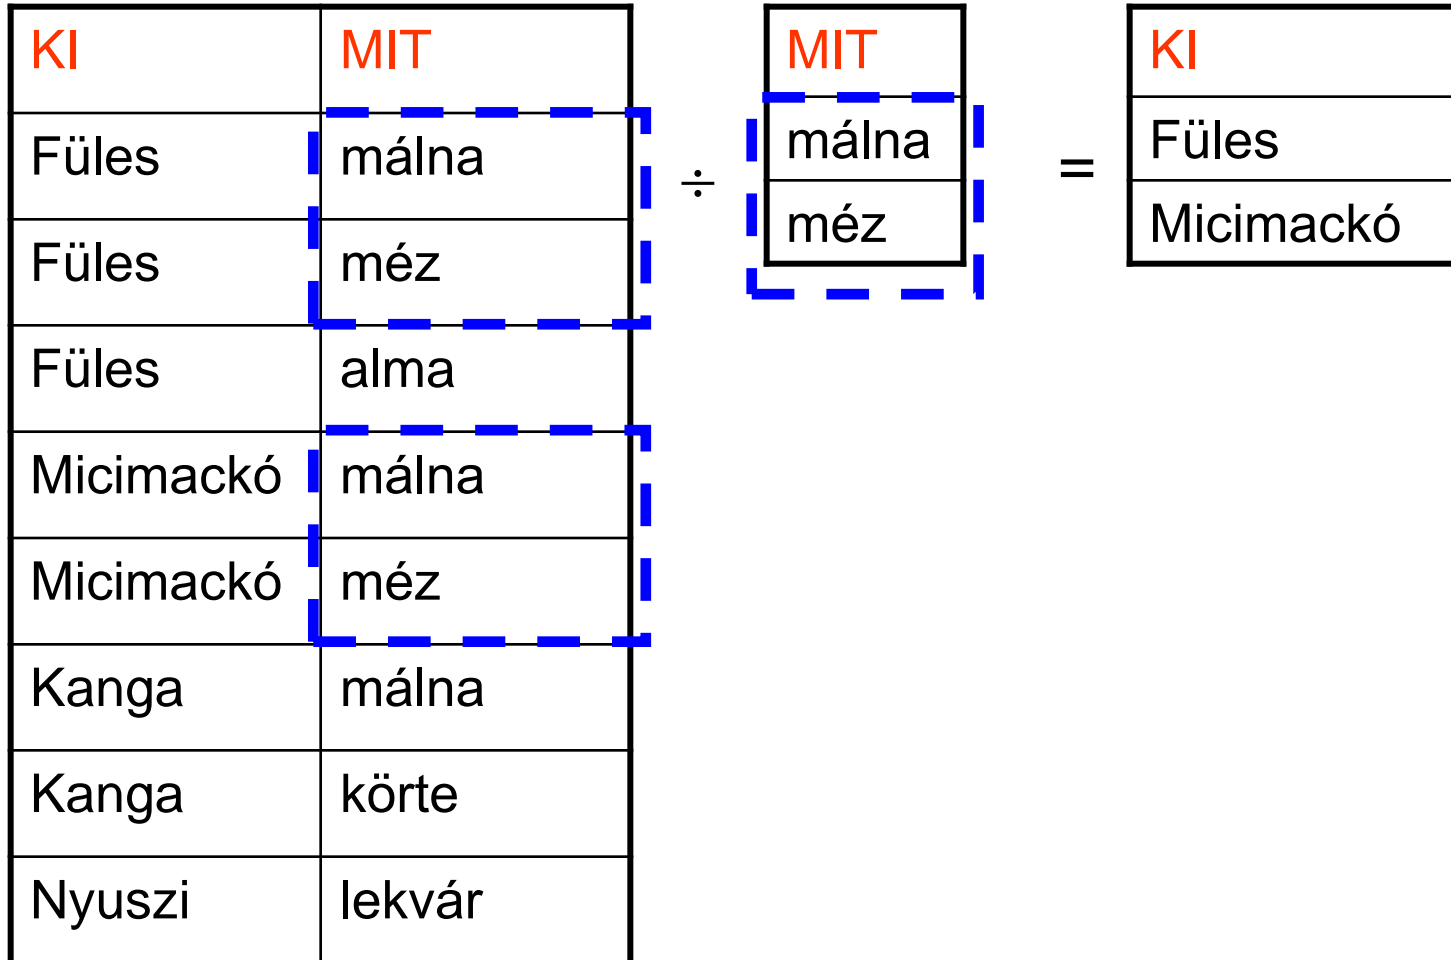 KI MIT
Füles málna
Füles méz
Füles alma
Micimackó málna
Micimackó méz
Kanga málna
Kanga körte
Nyuszi lekvár
÷
MIT
málna
méz
=
KI
Füles
Micimackó